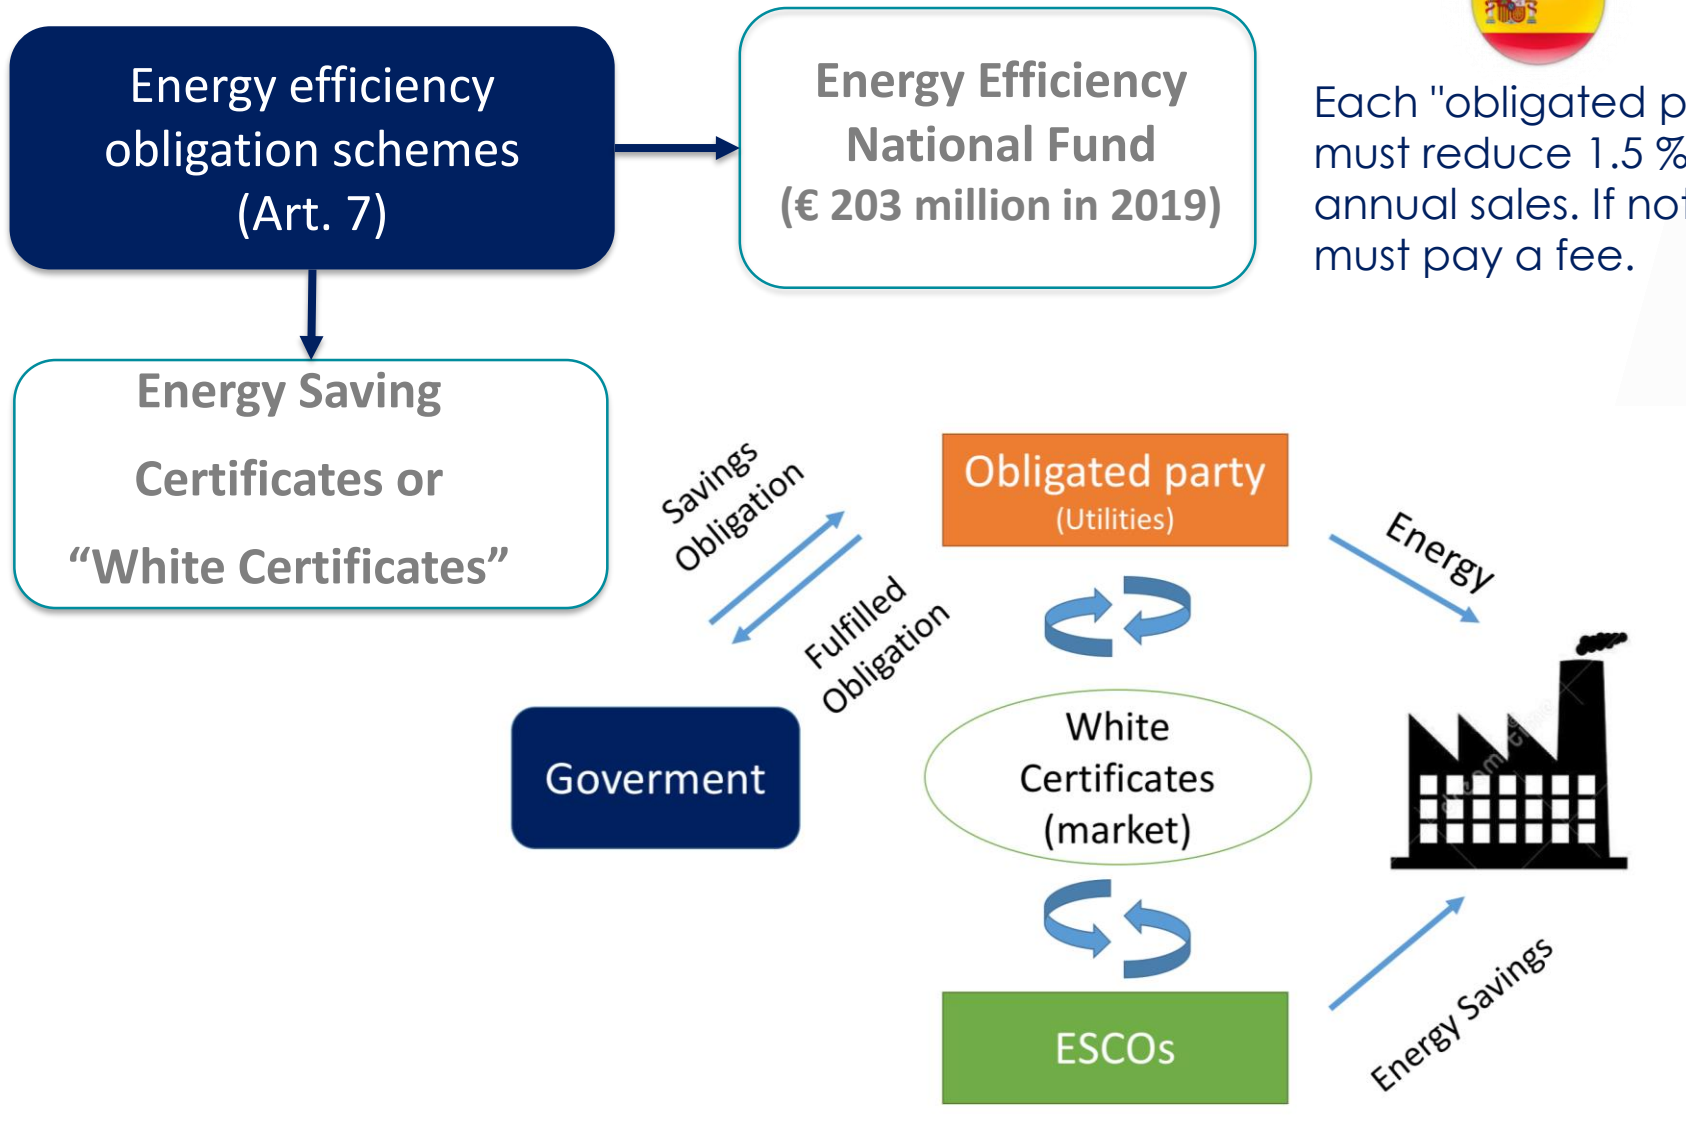 Energy efficiency
obligation schemes
(Art. 7)
Energy Efficiency
National Fund
(€ 203 million in 2019)
Each "obligated
must reduce 1.5 %
annual sales. If not
must pay a fee.
Energy Saving
Certificates or
“White Certificates”
Savings
Obligation
Fulfilled
Obligation
Obligated party
(Utilities)
Energy
Goverment
White
Certificates
(market)
ESCOs
Energy Savings